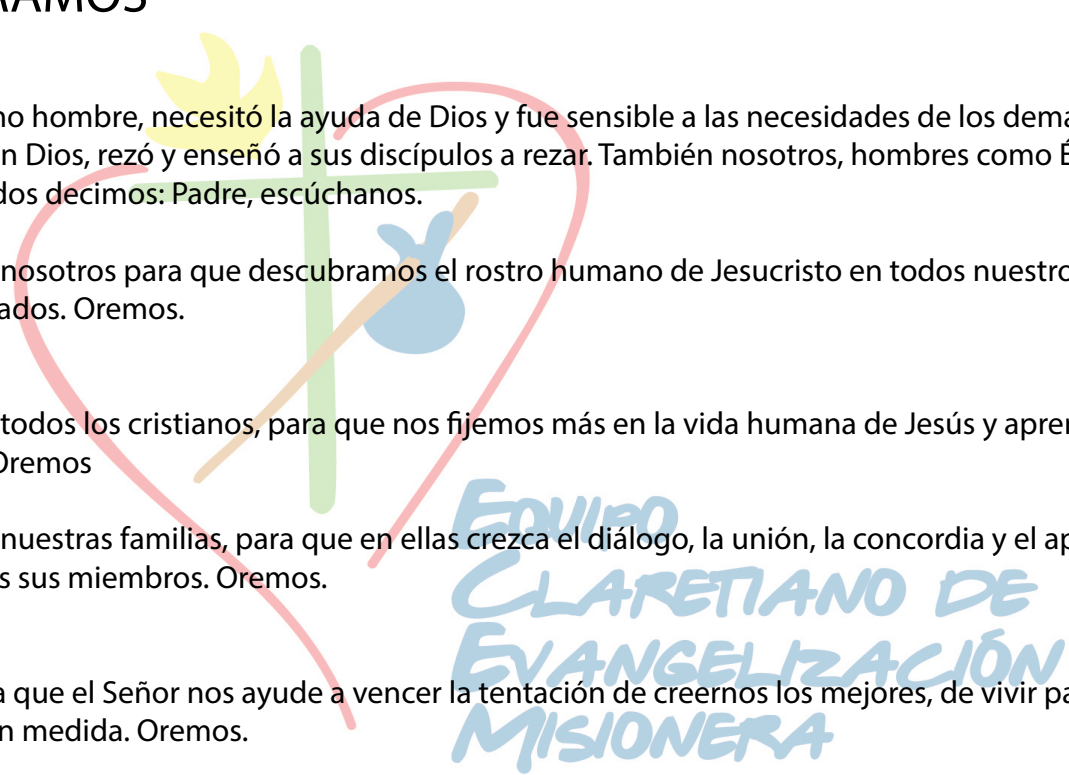 RAMOS
no hombre, necesitó la ayuda de Dios y fue sensible a las necesidades de los dema
n Dios, rezó y enseñó a sus discípulos a rezar. También nosotros, hombres como É
dos decimos: Padre, escúchanos.
nosotros para que descubramos el rostro humano de Jesucristo en todos nuestro
ados. Oremos.
todos los cristianos, para que nos fijemos más en la vida humana de Jesús y apren
Oremos
nuestras familias, para que en ellas crezca el diálogo, la unión, la concordia y el ap
s sus miembros. Oremos.
a que el Señor nos ayude a vencer la tentación de creernos los mejores, de vivir pa
n medida. Oremos.
EQUIPO
CLARETIANO DE
EVANGELIZACIÓN
MISIONERA